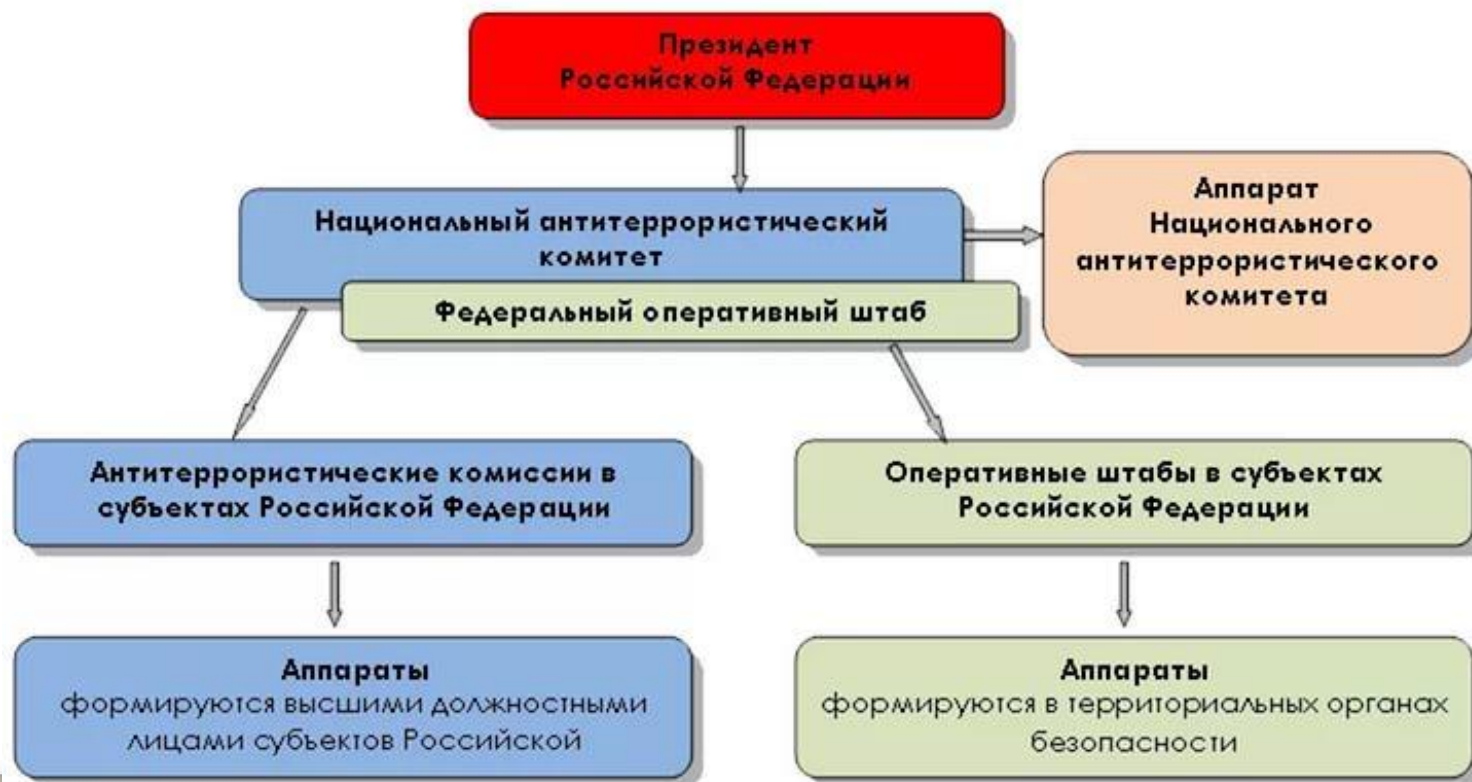 Президент
Российской Федерации
Национальный антитеррористический
комитет
Аппарат
Национального
антитеррористического
комитета
Федеральный оперативный штаб
Антитеррористические комиссии в
субъектах Российской Федерации
Оперативные штабы в субъектах
Российской Федерации
Аппараты
формируются высшими должностными
лицами субъектов Российской
Аппараты
формируются в территориальных органах
безопасности